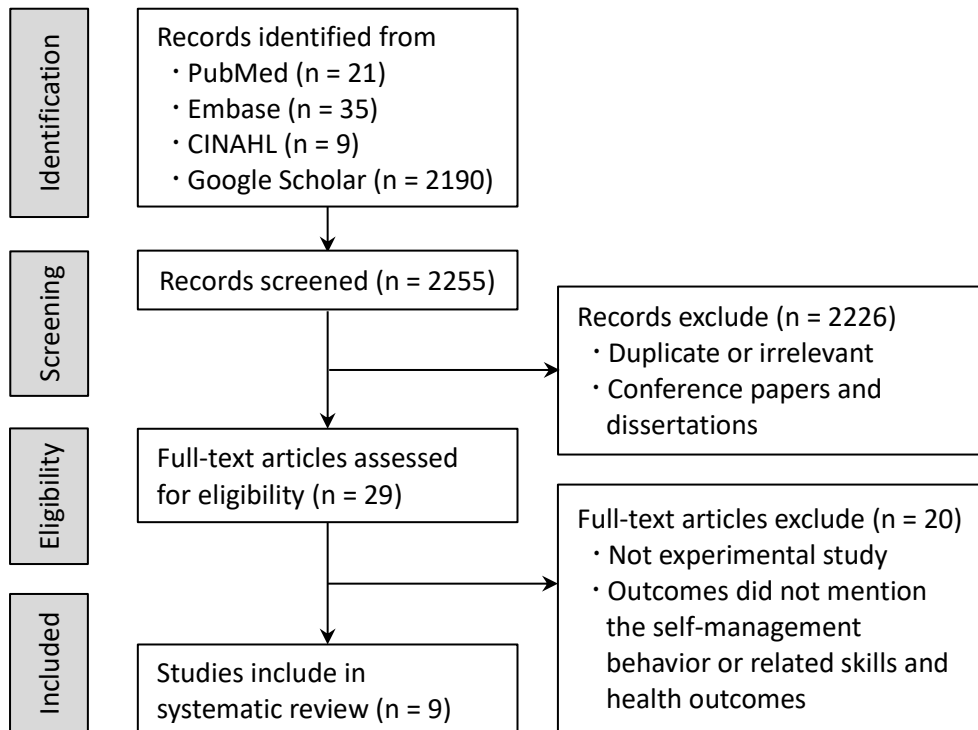 Identification
Records identified from
· PubMed (n = 21)
· Embase (n = 35)
· CINAHL (n = 9)
· Google Scholar (n = 2190)
Screening
Records screened (n = 2255)
Records exclude (n = 2226)
· Duplicate or irrelevant
· Conference papers and
dissertations
Eligibility
Full-text articles assessed
for eligibility (n = 29)
Full-text articles exclude (n = 20)
· Not experimental study
· Outcomes did not mention
the self-management
behavior or related skills and
health outcomes
Included
Studies include in
systematic review (n = 9)